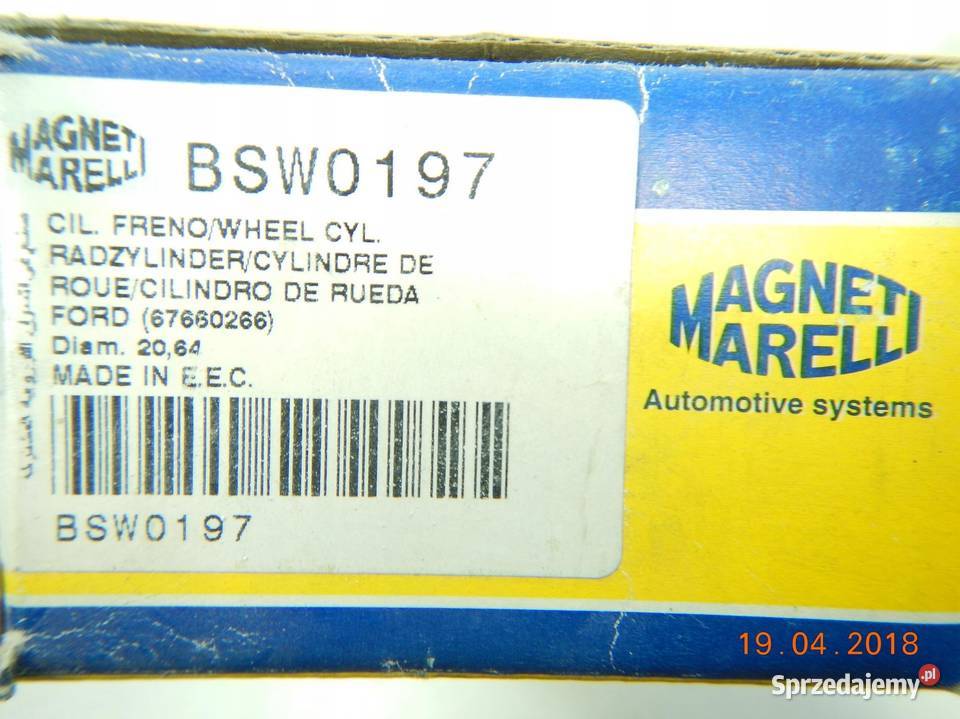 MAGNETI
MARELLI
BSW0197
CIL. FRENO/WHEEL CYL.
RADZYLINDER/CYLINDRE DE
ROUE/CILINDRO DE RUEDA
FORD (67660266)
Diam. 20,64
MADE IN E.E.C.
BSW0197
MAGNETI
MARELLI
Automotive systems
19.04.2018
Sprzedajemy.pl